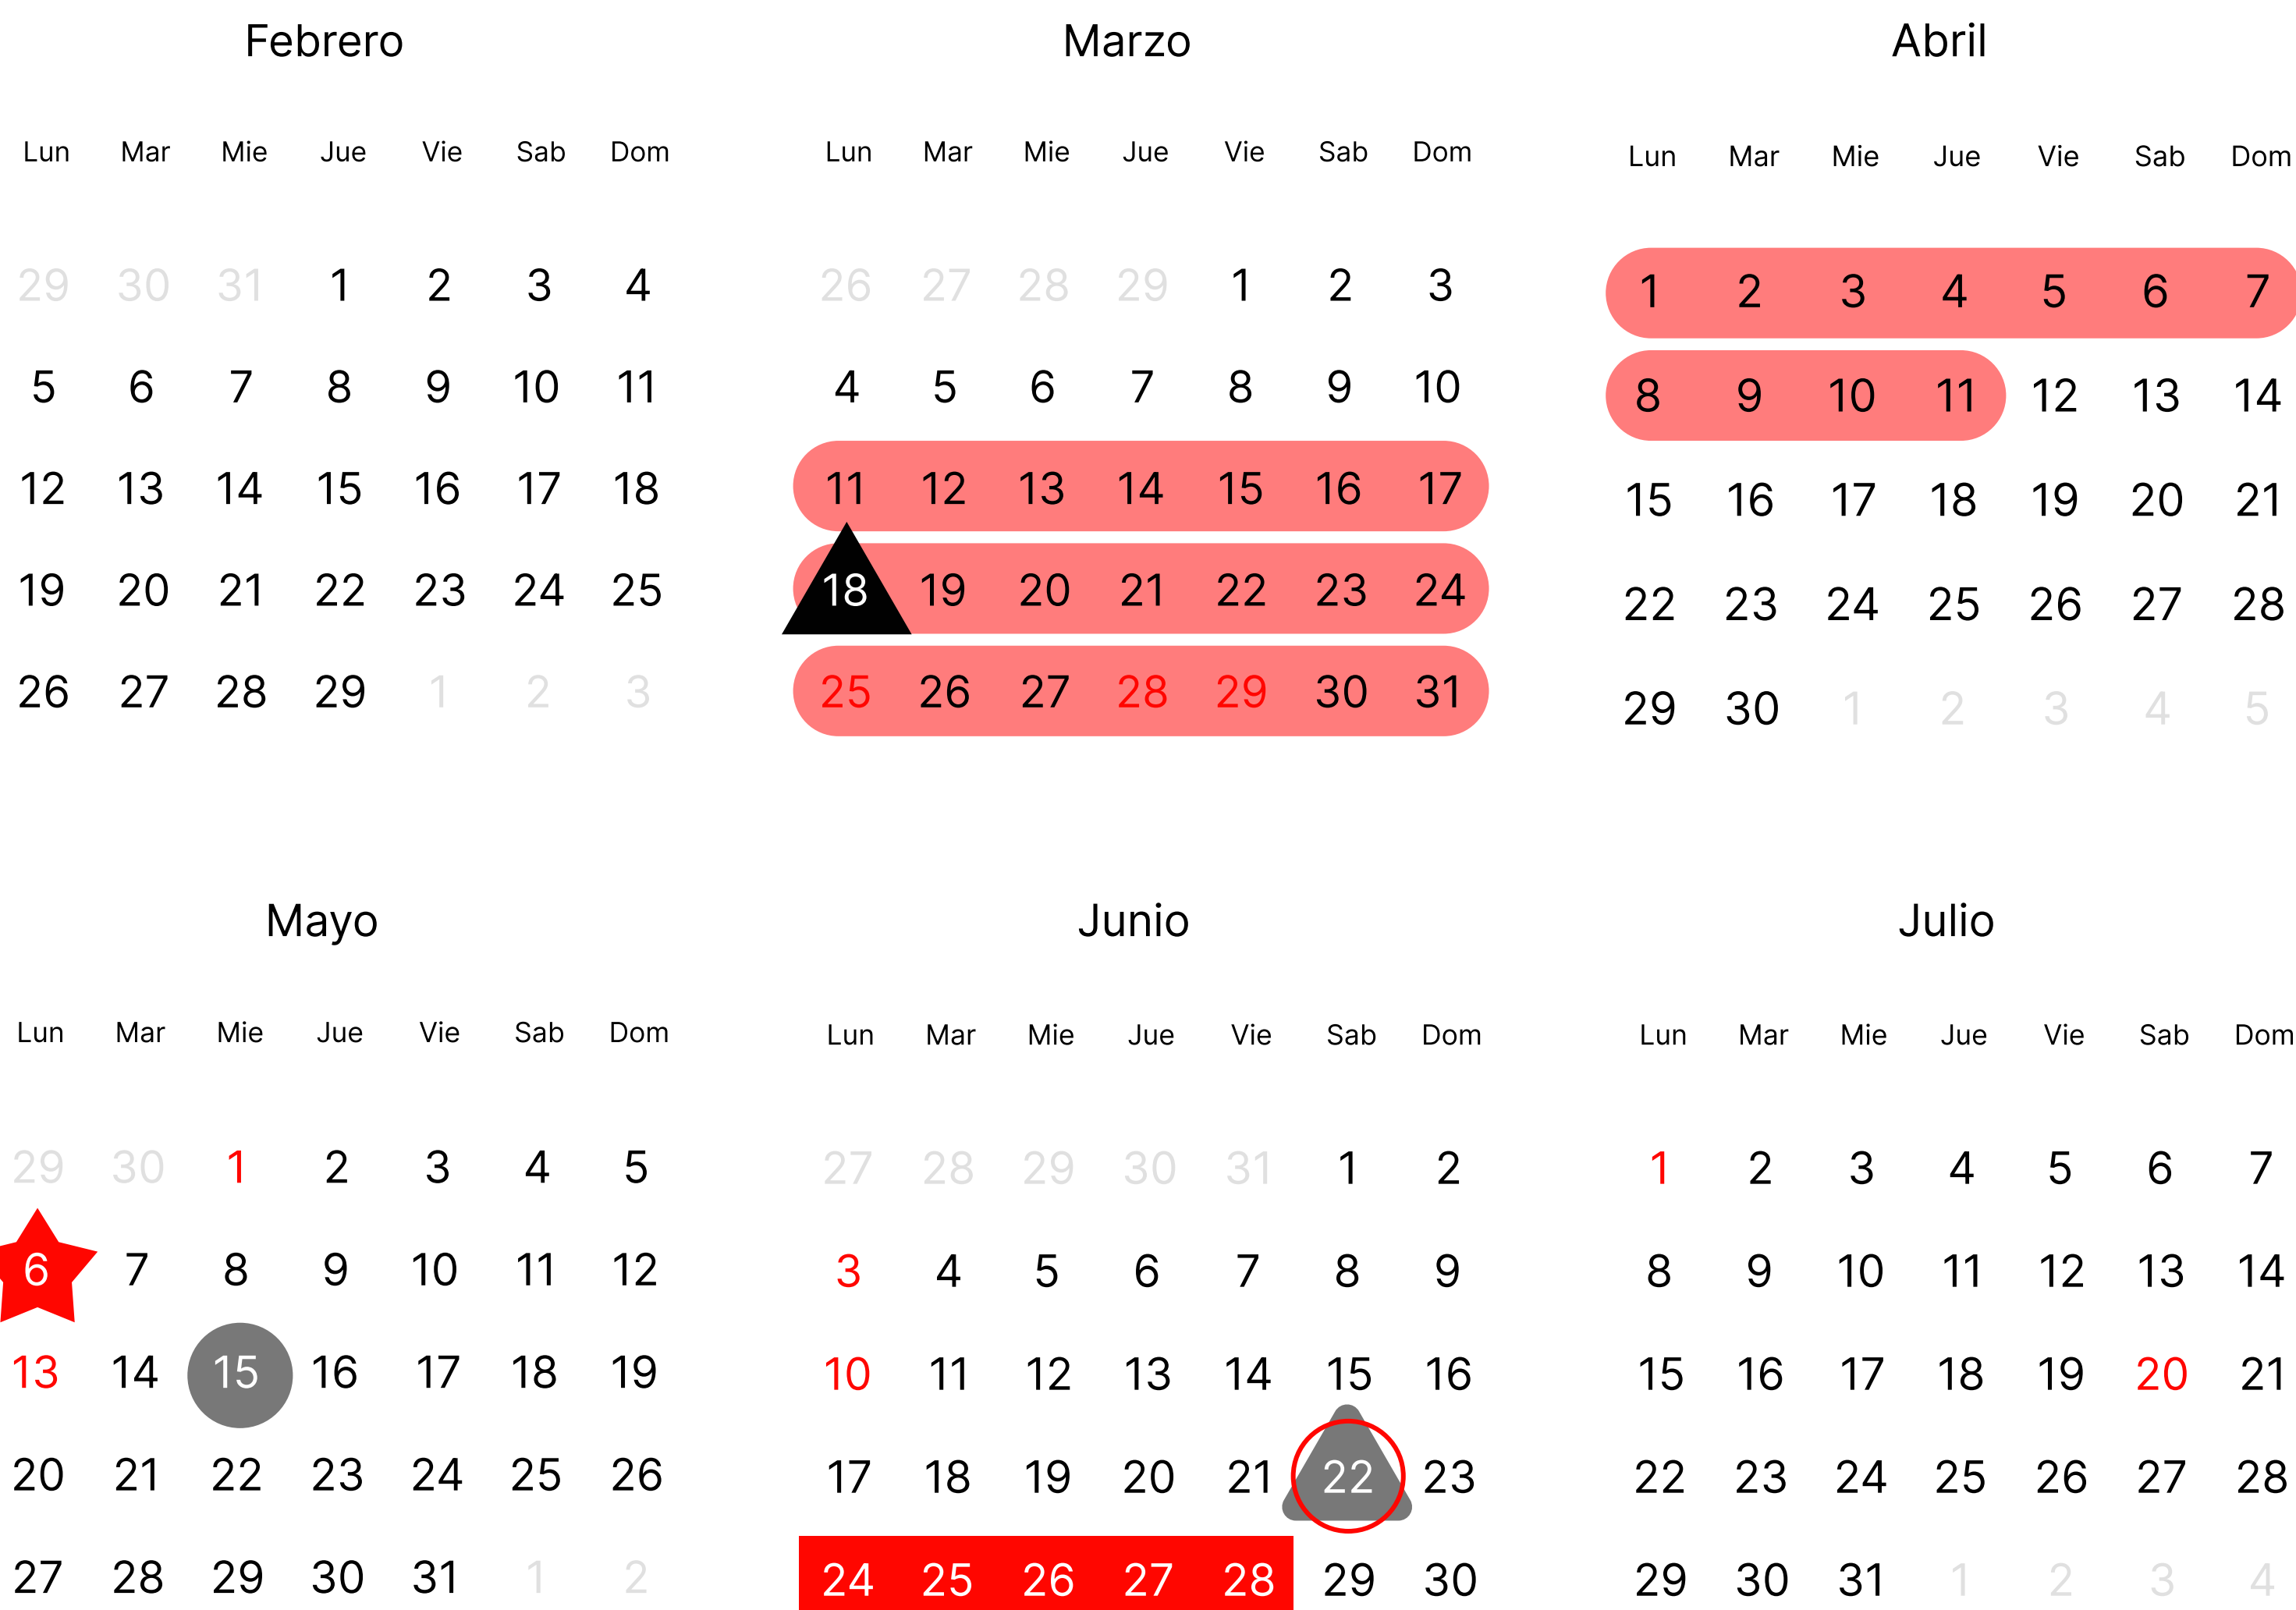 Febrero
Lun Mar Mie Jue Vie Sab Dom
29 30 31 1 2 3 4
5 6 7 8 9 10 11
12 13 14 15 16 17 18
19 20 21 22 23 24 25
26 27 28 29 1 2 3
Marzo
Lun Mar Mie Jue Vie Sab Dom
26 27 28 29 1 2 3
4 5 6 7 8 9 10
11 12 13 14 15 16 17
18 19 20 21 22 23 24
25 26 27 28 29 30 31
Abril
Lun Mar Mie Jue Vie Sab Dom
1 2 3 4 5 6 7
8 9 10 11 12 13 14
15 16 17 18 19 20 21
22 23 24 25 26 27 28
29 30 1 2 3 4 5
Mayo
Lun Mar Mie Jue Vie Sab Dom
29 30 1 2 3 4 5
6 7 8 9 10 11 12
13 14 15 16 17 18 19
20 21 22 23 24 25 26
27 28 29 30 31 1 2
Junio
Lun Mar Mie Jue Vie Sab Dom
27 28 29 30 31 1 2
3 4 5 6 7 8 9
10 11 12 13 14 15 16
17 18 19 20 21 22 23
24 25 26 27 28 29 30
Julio
Lun Mar Mie Jue Vie Sab Dom
1 2 3 4 5 6 7
8 9 10 11 12 13 14
15 16 17 18 19 20 21
22 23 24 25 26 27 28
29 30 31 1 2 3 4